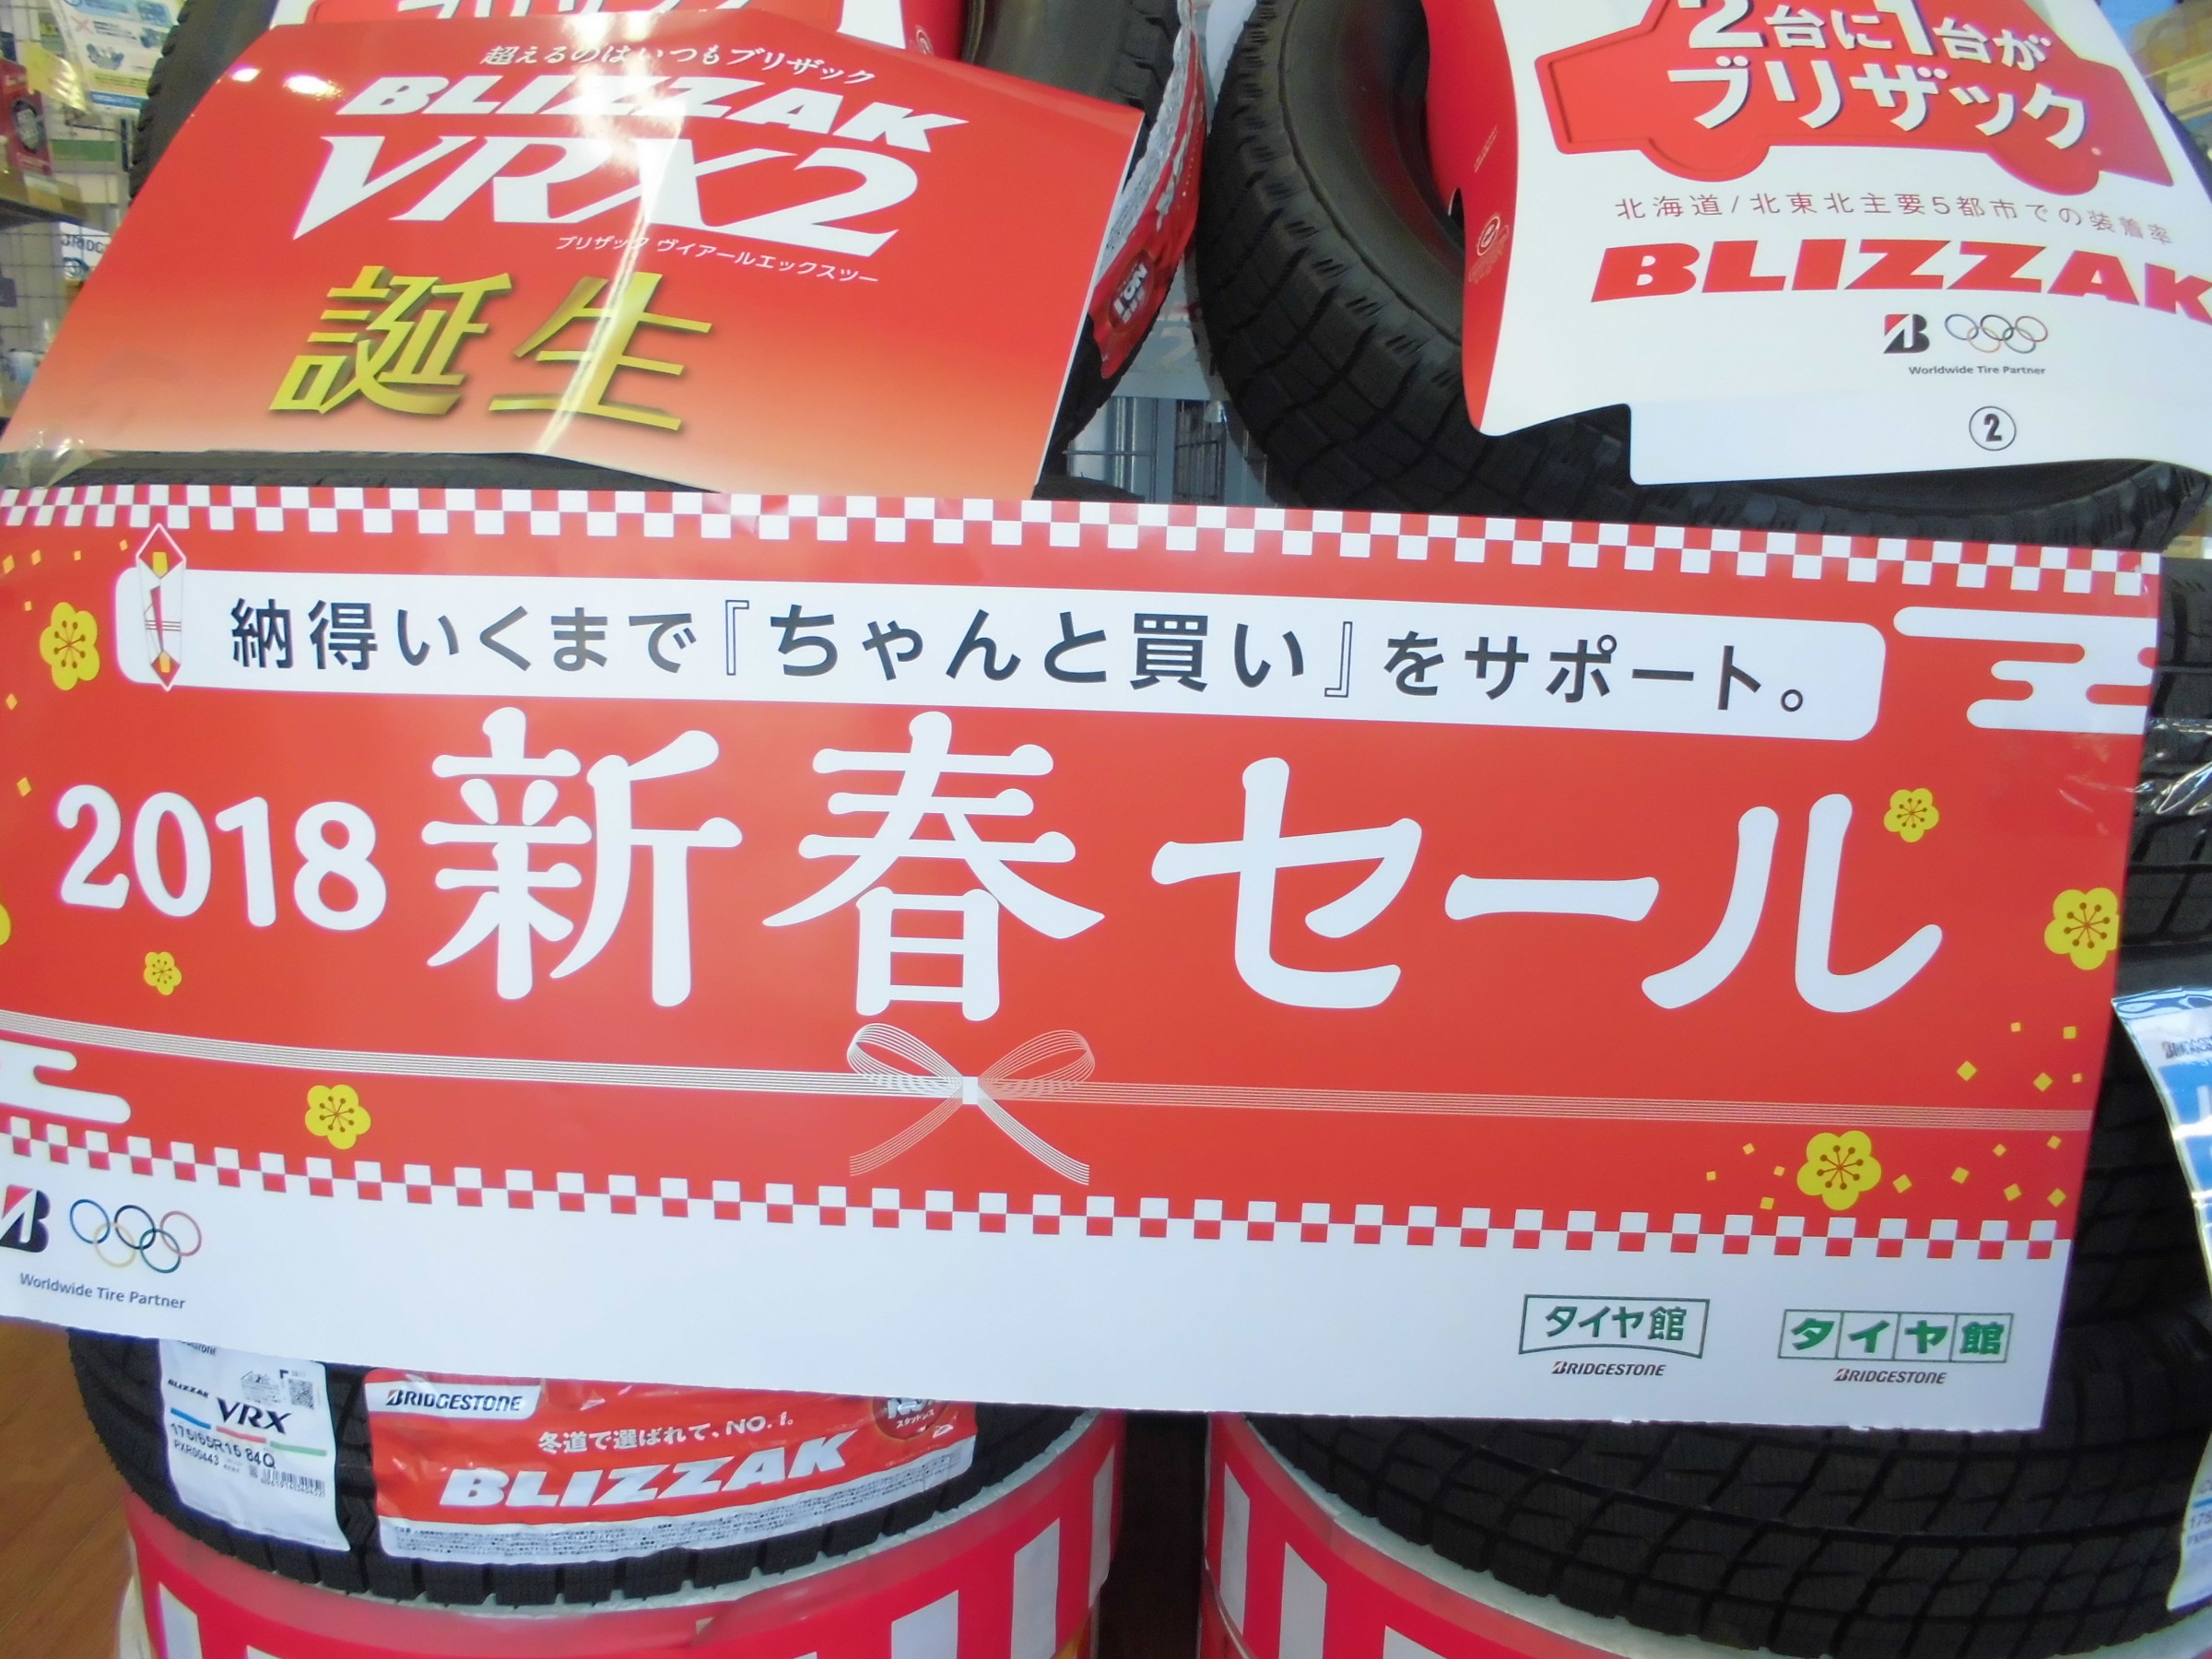 超えるのはいつもブリザック
BLIZZAK
VRX2
ブリザック ヴイアールエックスツー
誕生
2台に1台が
ブリザック
北海道/北東北主要5都市での装着率
BLIZZAK
Worldwide Tire Partner
②
納得いくまで『ちゃんと買い』をサポート。
2018 新春セール
Worldwide Tire Partner
タイヤ館
BRIDGESTONE
タイヤ館
BRIDGESTONE
BLIZZAK
VRX
175/65R15 84Q
PXR00443
BRIDGESTONE
冬道で選ばれて、NO.1。
BLIZZAK